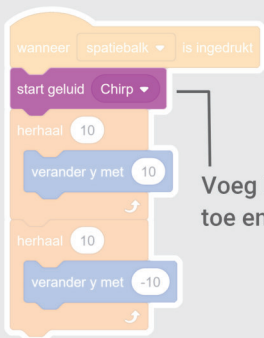 wanneer spatiebalk is ingedrukt
start geluid Chirp
herhaal 10
verander y met 10
herhaal 10
verander y met -10
Voeg
toe en